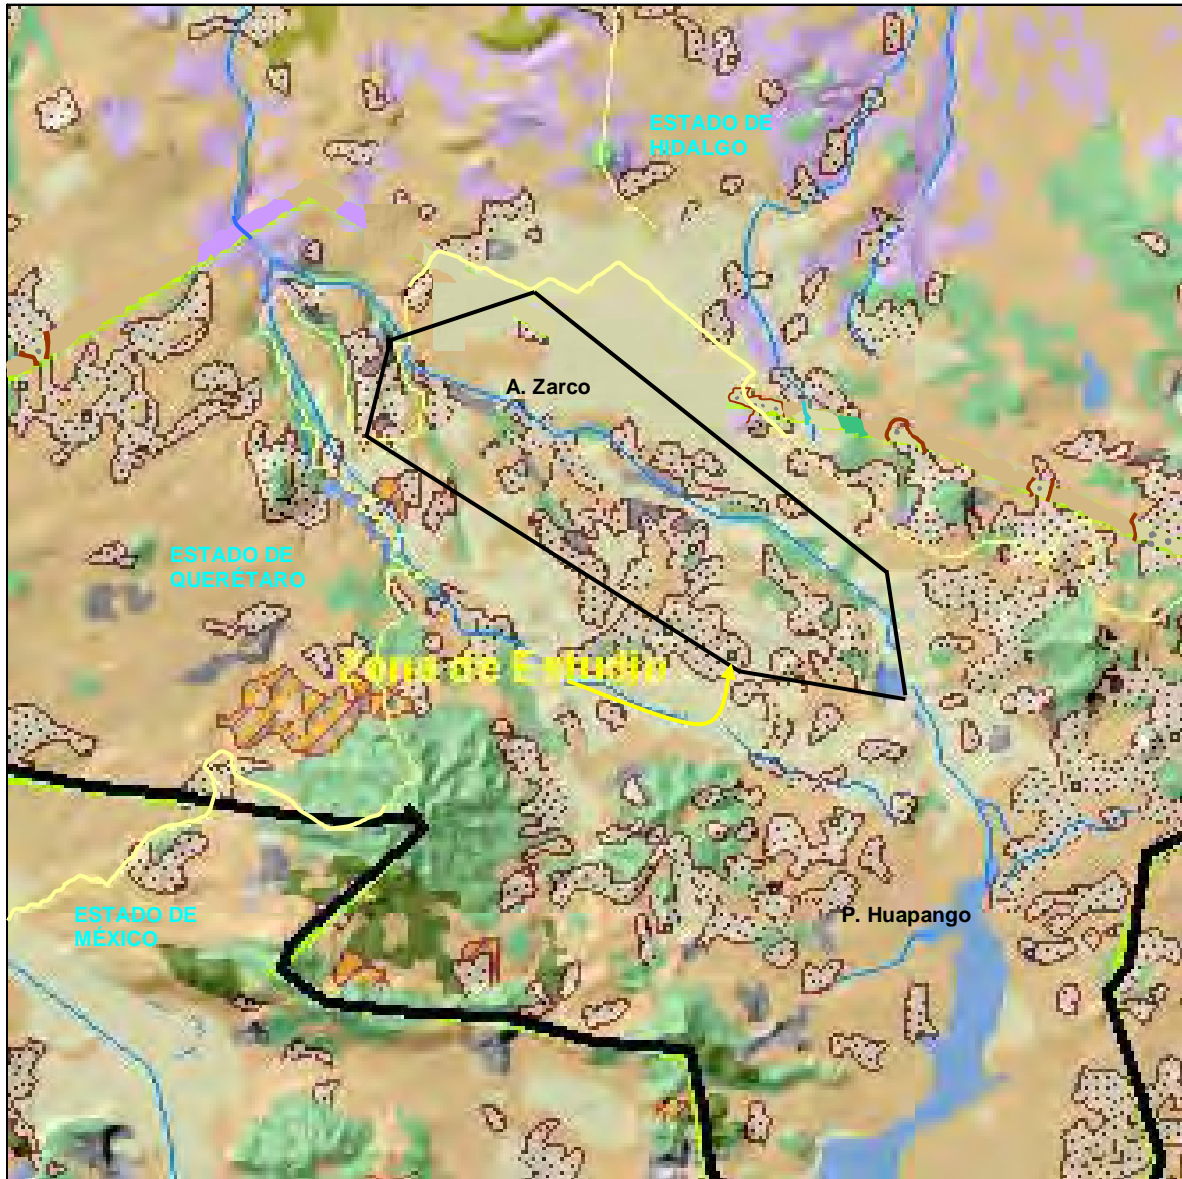 ESTADO DE
HIDALGO
A. Zarco
ESTADO DE
QUERÉTARO
Zona de Estudio
P. Huapango
ESTADO DE
MÉXICO